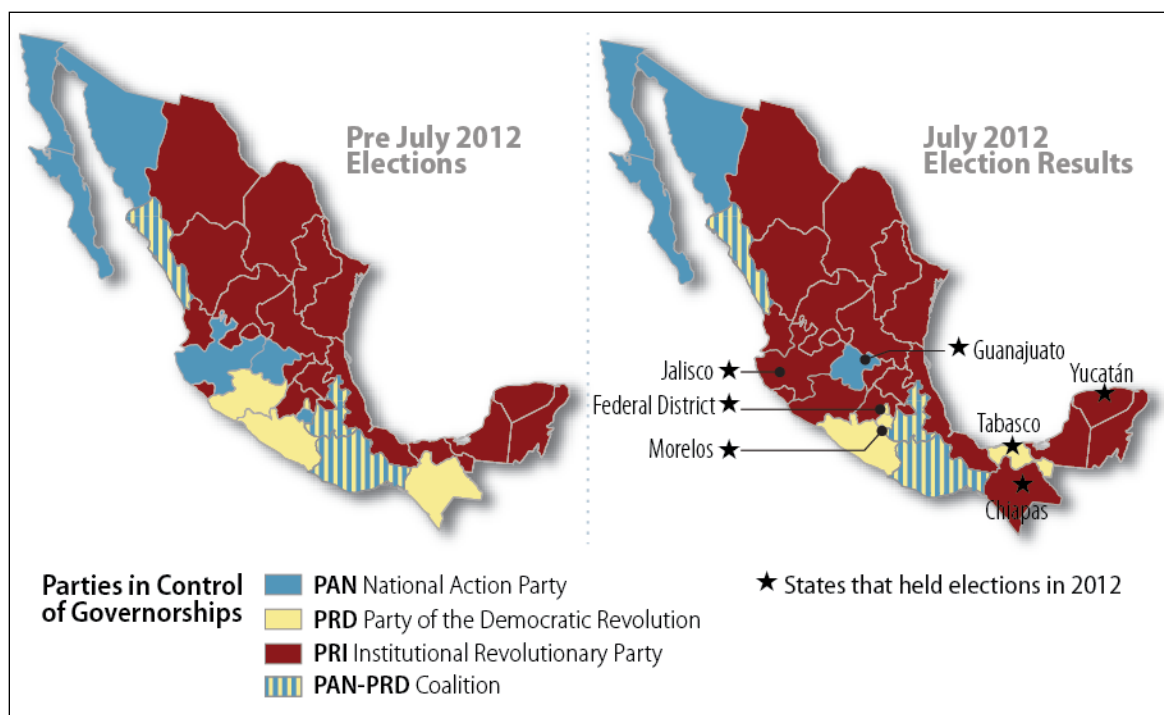 Pre July 2012
Elections
July 2012
Election Results
★ Guanajuato
Jalisco ★
Yucatán
★
Federal District ★
Tabasco
★
Morelos ★
★
Chiapas
Parties in Control
of Governorships
PAN National Action Party
PRD Party of the Democratic Revolution
PRI Institutional Revolutionary Party
PAN-PRD Coalition
★ States that held elections in 2012